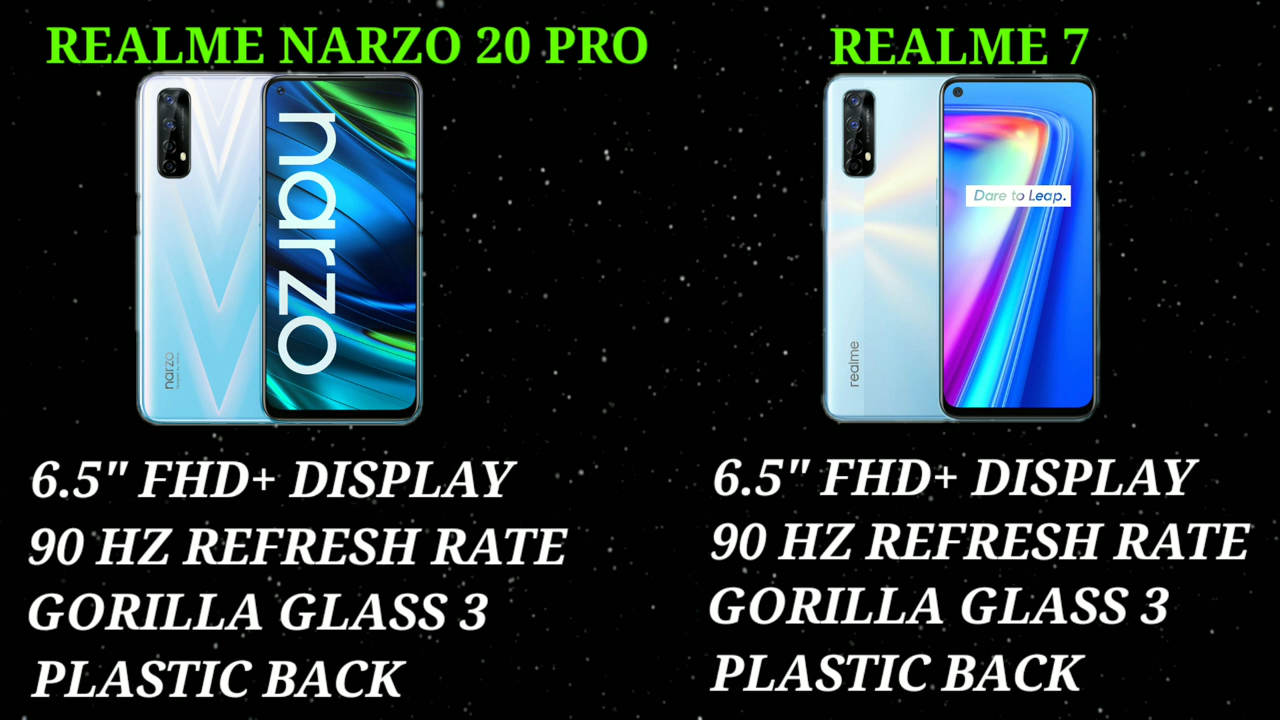 REALME NARZO 20 PRO
narzo
narzo
6.5" FHD+ DISPLAY
90 HZ REFRESH RATE
GORILLA GLASS 3
PLASTIC BACK
REALME 7
realme
Dare to Leap.
6.5" FHD+ DISPLAY
90 HZ REFRESH RATE
GORILLA GLASS 3
PLASTIC BACK